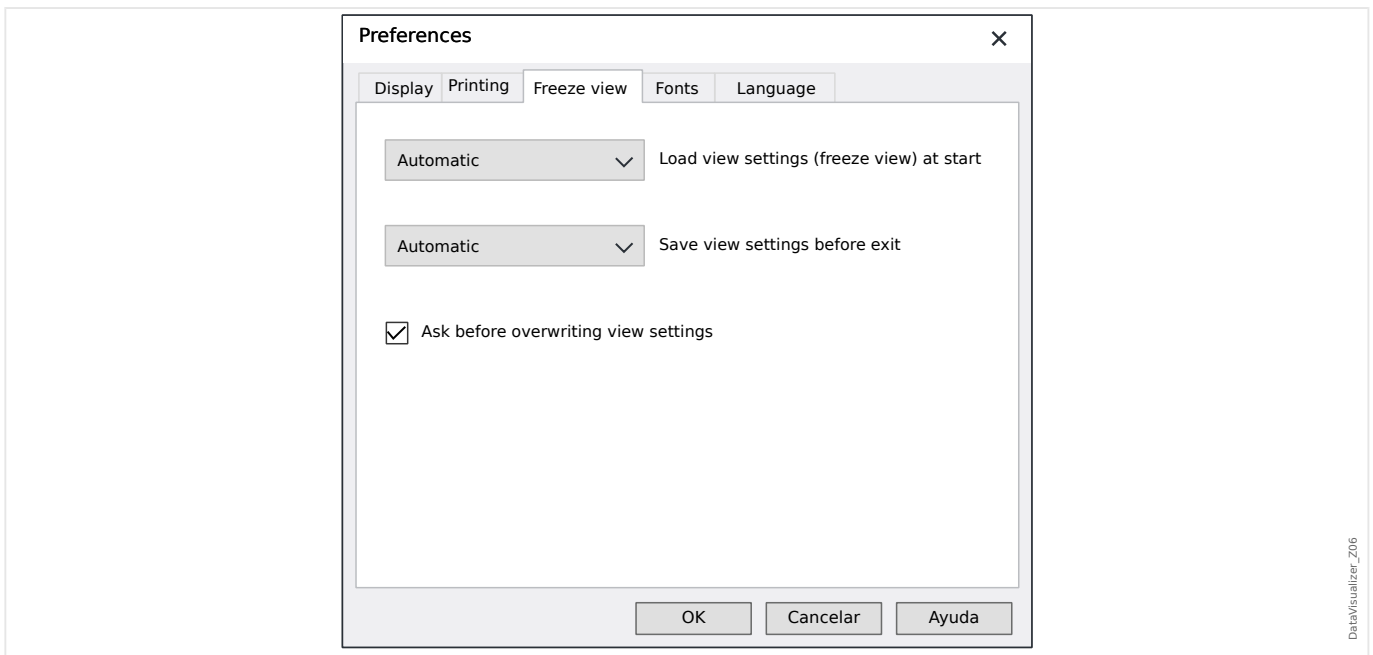 Preferences
Display Printing Freeze view Fonts Language
Automatic Load view settings (freeze view) at start
Automatic Save view settings before exit
Ask before overwriting view settings
OK Cancelar Ayuda
DataVisualizer_Z06